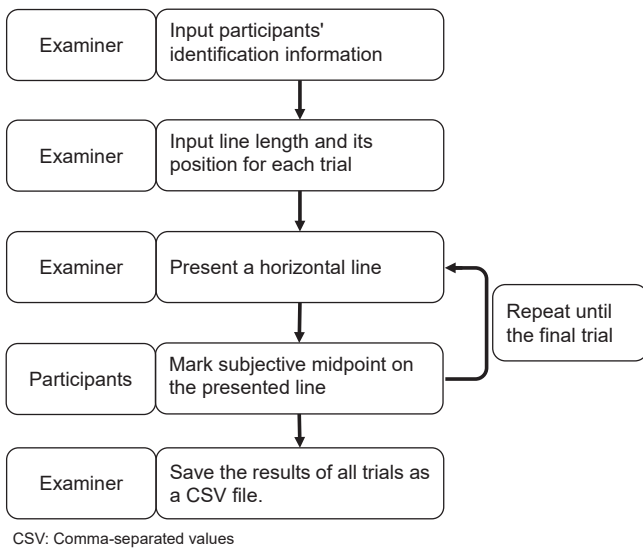 Examiner
Input participants'
identification information
Examiner
Input line length and its
position for each trial
Examiner
Present a horizontal line
Repeat until
the final trial
Participants
Mark subjective midpoint on
the presented line
Examiner
Save the results of all trials as
a CSV file.
CSV: Comma-separated values